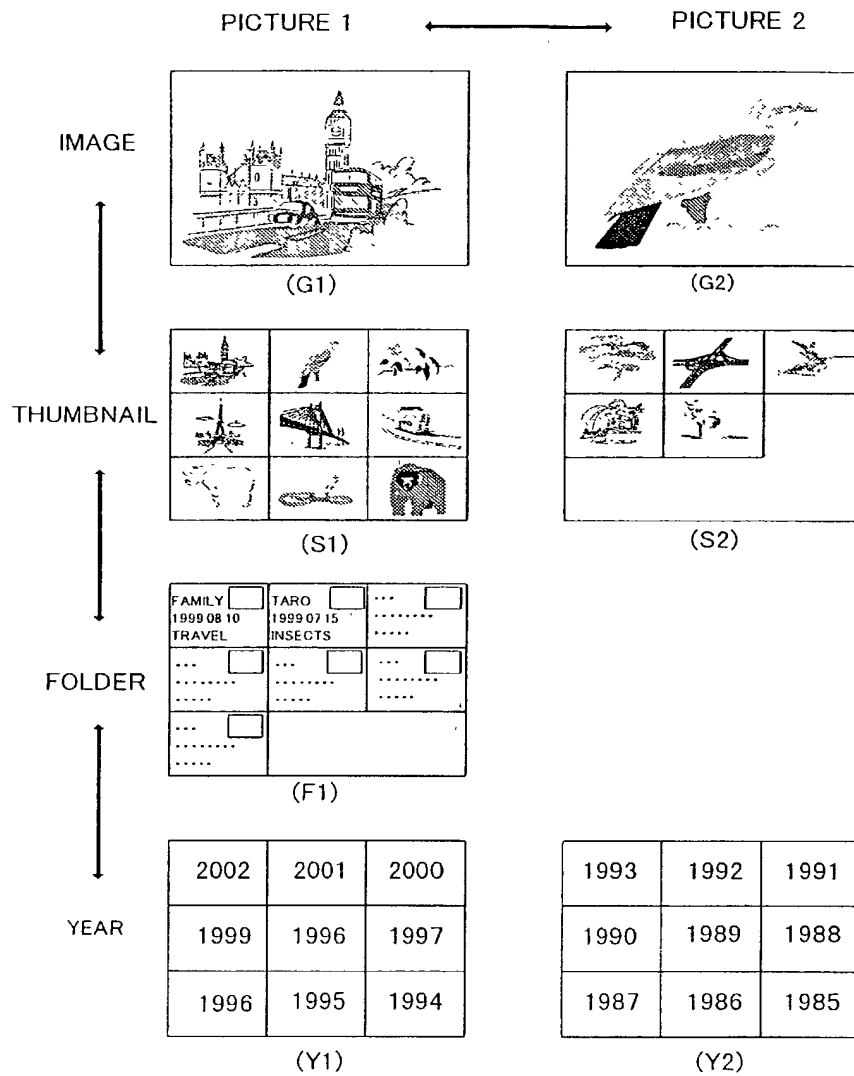 PICTURE 1 PICTURE 2
IMAGE
(G1) (G2)
THUMBNAIL
(S1) (S2)
FAMILY TARO ...
1999 08 10 1999 07 15 ........
TRAVEL INSECTS .....
FOLDER
... ... ...
........ ........ ........
..... ..... .....
...
........
.....
(F1)
2002 2001 2000 1993 1992 1991
YEAR
1999 1996 1997 1990 1989 1988
1996 1995 1994 1987 1986 1985
(Y1) (Y2)